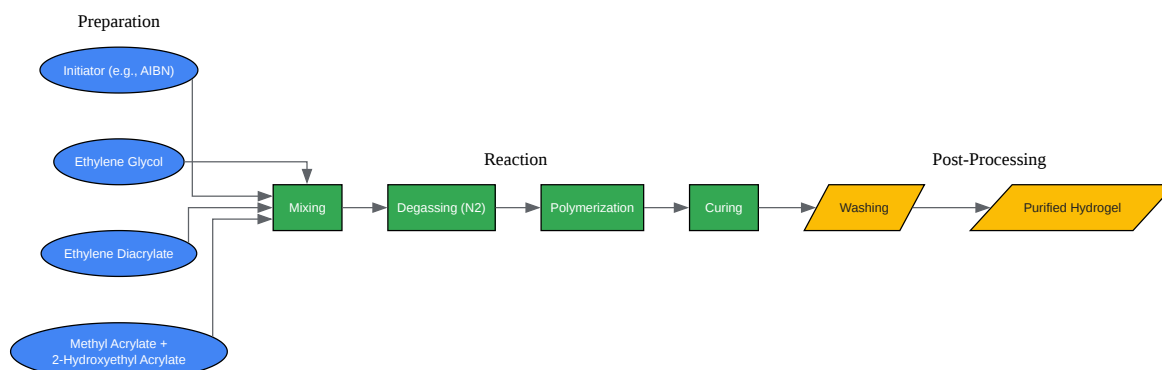 Preparation
Initiator (e.g., AIBN)
Ethylene Glycol
Ethylene Diacrylate
Methyl Acrylate +
2-Hydroxyethyl Acrylate
Reaction
Mixing
Degassing (N2)
Polymerization
Curing
Post-Processing
Washing
Purified Hydrogel